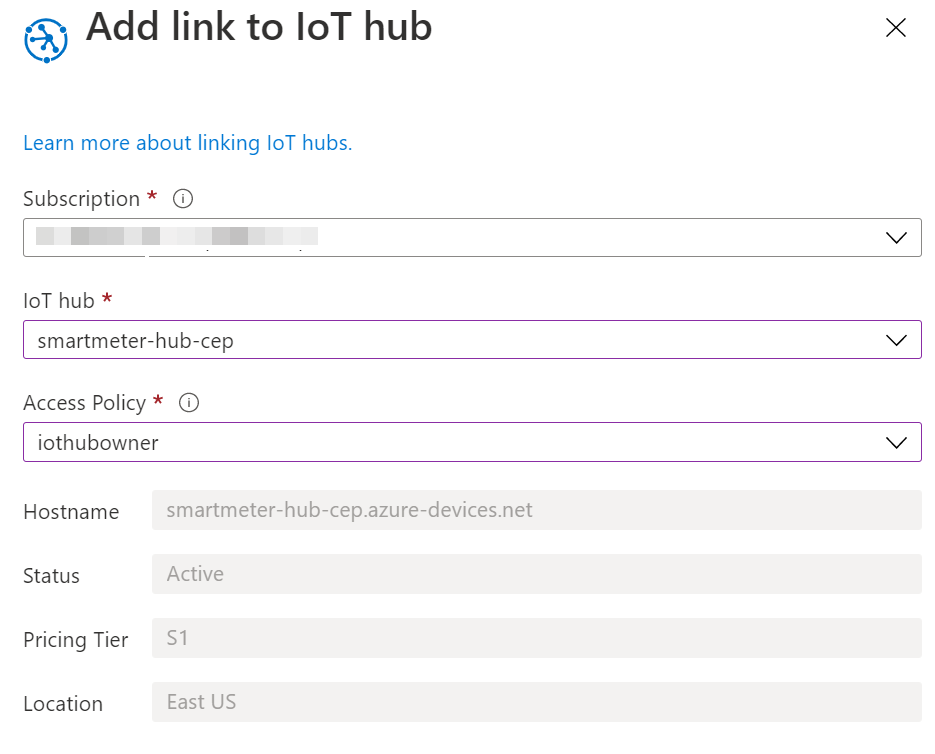 Add link to IoT hub
Learn more about linking IoT hubs.
Subscription *
IoT hub *
smartmeter-hub-cep
Access Policy *
iothubowner
Hostname smartmeter-hub-cep.azure-devices.net
Status Active
Pricing Tier S1
Location East US